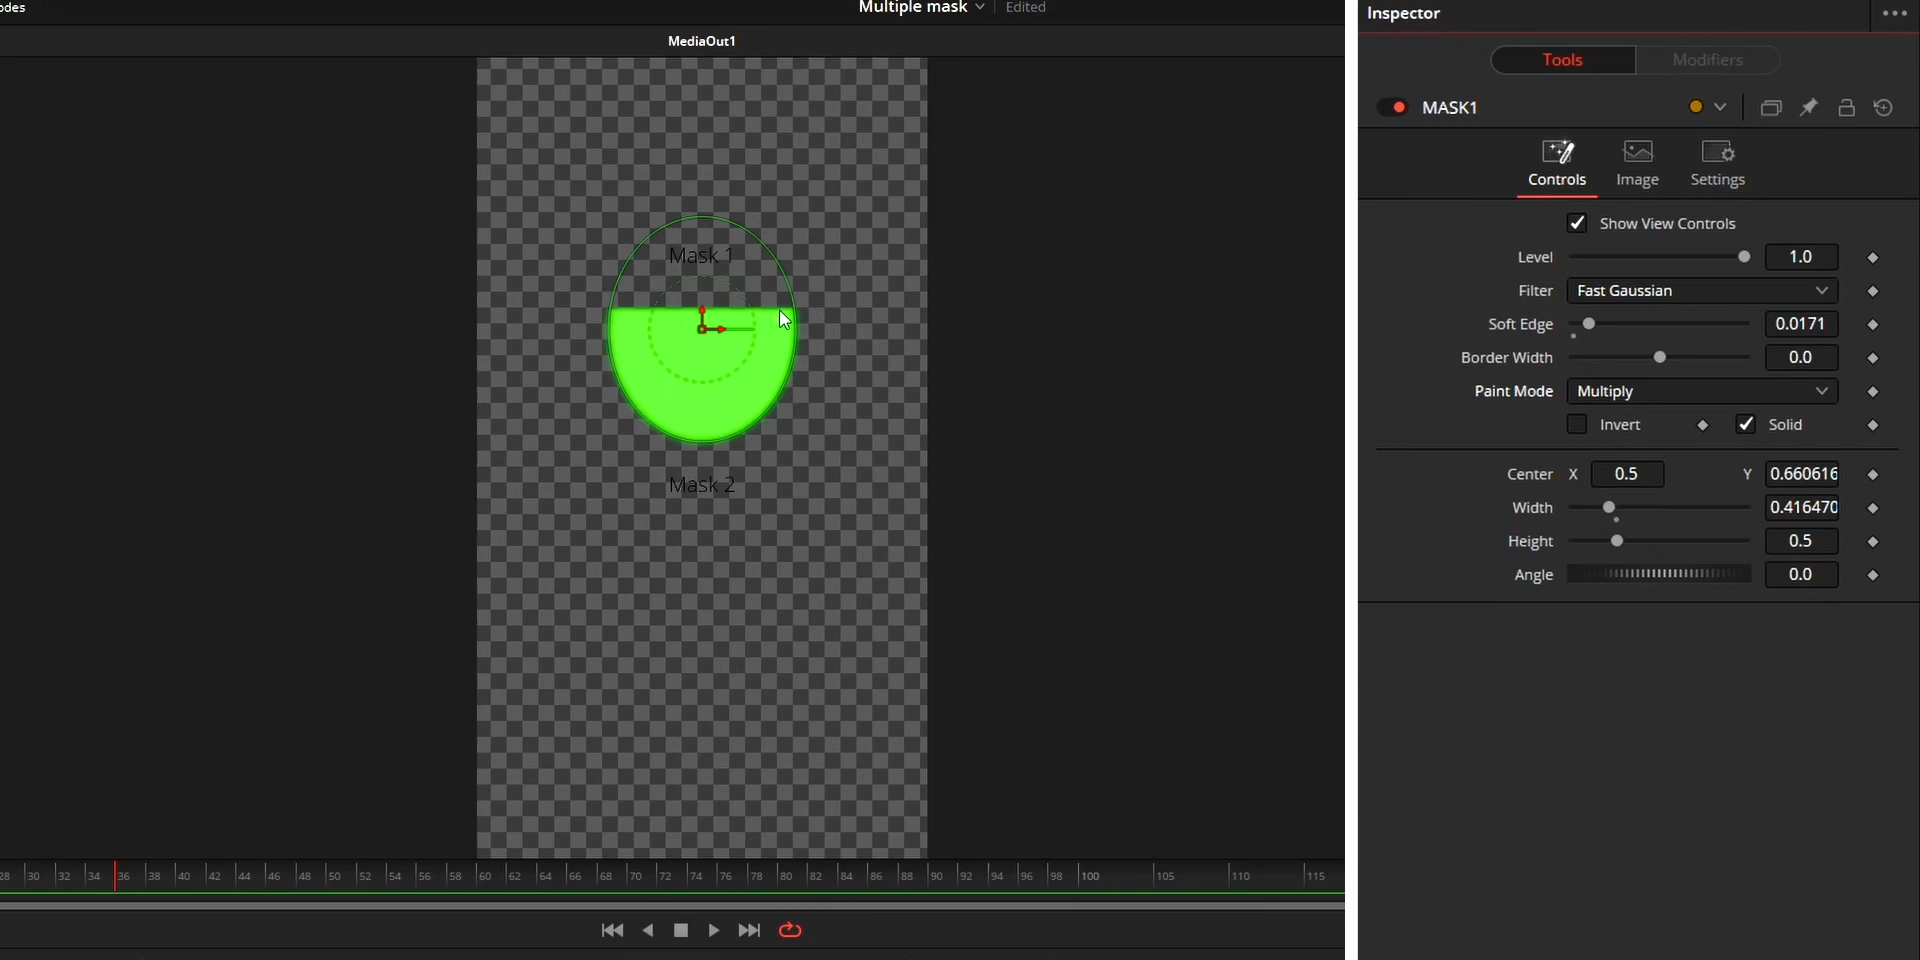 odes
Multiple mask
Edited
MediaOut1
Mask 1
Mask 2
28 30 32 34 36 38 40 42 44 46 48 50 52 54 56 58 60 62 64 66 68 70 72 74 76 78 80 82 84 86 88 90 92 94 96 98 100 105 110 115
Inspector
Tools Modifiers
MASK1
Controls Image Settings
Show View Controls
Level 1.0
Filter Fast Gaussian
Soft Edge 0.0171
Border Width 0.0
Paint Mode Multiply
Invert Solid
Center X 0.5 Y 0.660616
Width 0.416470
Height 0.5
Angle 0.0